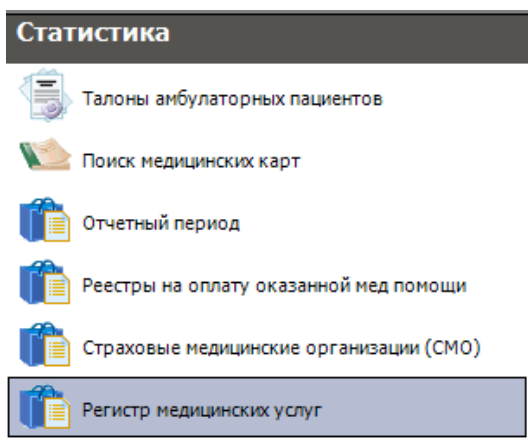 Статистика
Талоны амбулаторных пациентов
Поиск медицинских карт
Отчетный период
Реестры на оплату оказанной мед помощи
Страховые медицинские организации (СМО)
Регистр медицинских услуг